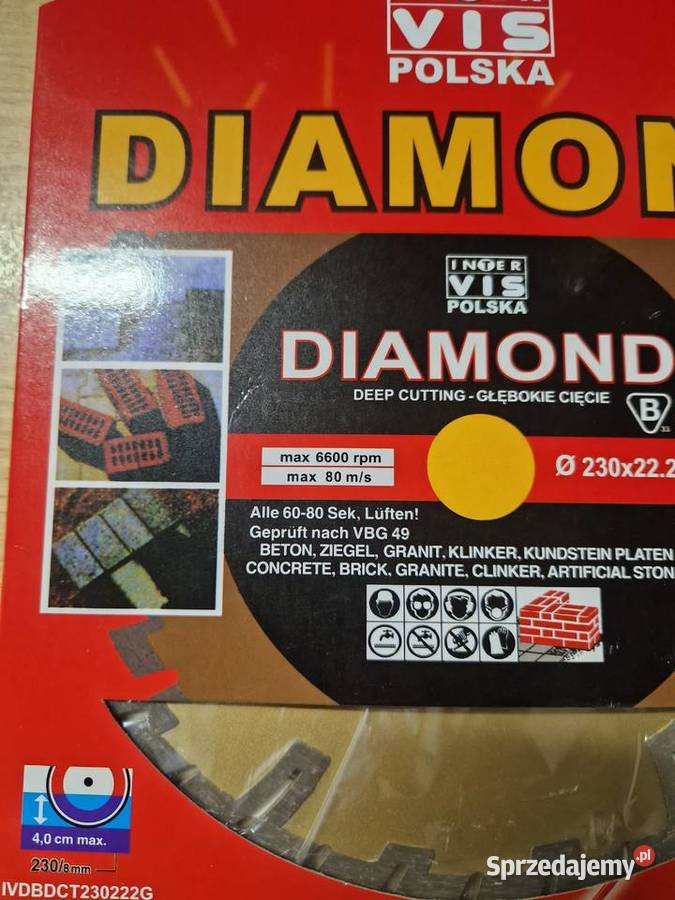 VIS
POLSKA
DIAMON
INTER
VIS
POLSKA
DIAMOND
DEEP CUTTING - GŁĘBOKIE CIĘCIE
B
33
max 6600 rpm
max 80 m/s
Ø 230x22.2
Alle 60-80 Sek, Lüften!
Geprüft nach VBG 49
BETON, ZIEGEL, GRANIT, KLINKER, KUNDSTEIN PLATEN
CONCRETE, BRICK, GRANITE, CLINKER, ARTIFICIAL STON
4,0 cm max.
230/8mm
IVDBDCT230222G
Sprzedajemy.pl